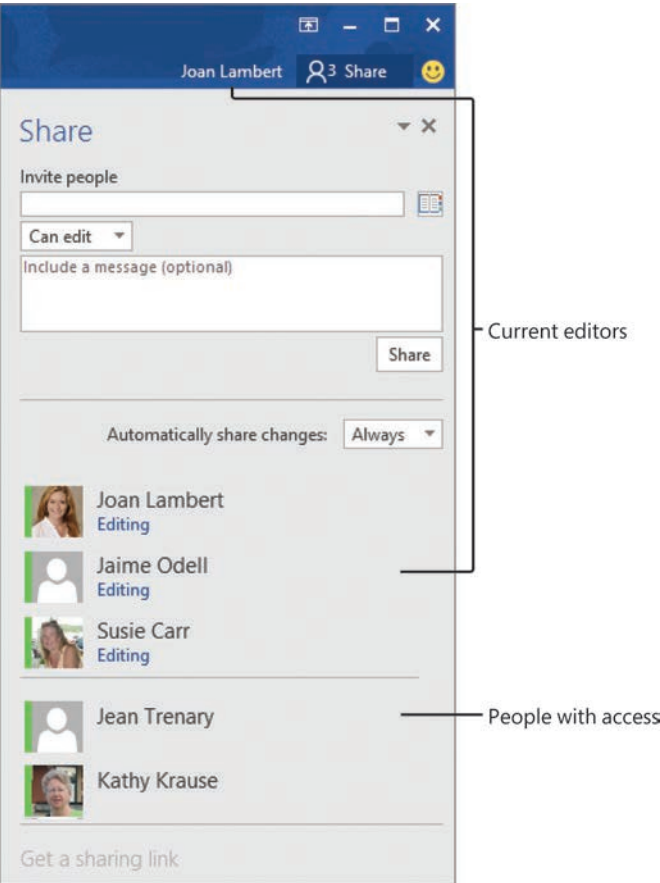 Joan Lambert 3 Share
Share
Invite people
Can edit
Include a message (optional)
Share
Current editors
Automatically share changes: Always
Joan Lambert
Editing
Jaime Odell
Editing
Susie Carr
Editing
Jean Trenary
People with access
Kathy Krause
Get a sharing link